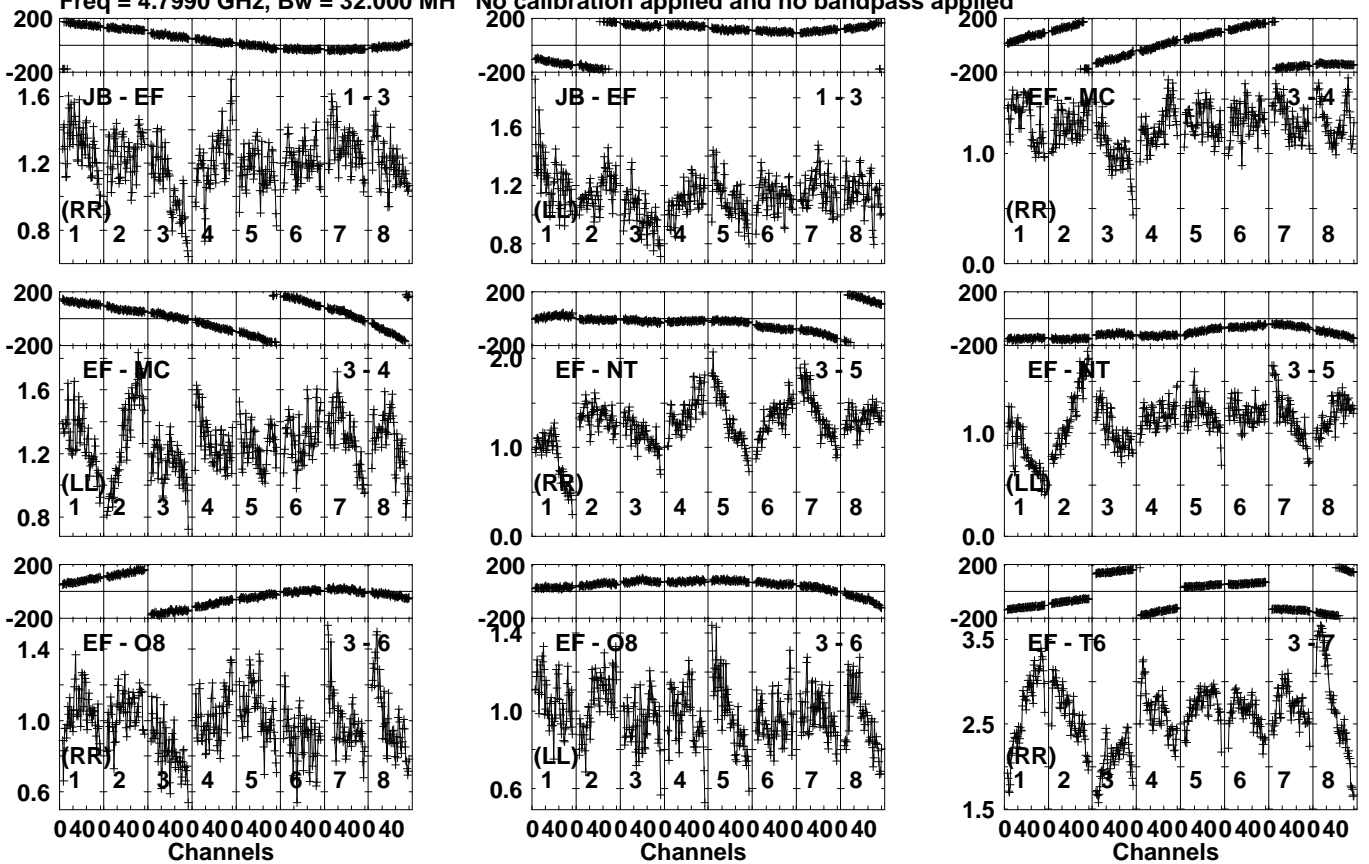 Freq = 4.7990 GHz, Bw = 32.000 MH No calibration applied and no bandpass applied
200
-200
1.6
1.2
0.8
JB - EF
1 - 3
(RR)
1 2 3 4 5 6 7 8
200
-200
1.6
1.2
0.8
JB - EF
1 - 3
(LL)
1 2 3 4 5 6 7 8
200
-200
1.0
0.0
EF - MC
3 - 4
(RR)
1 2 3 4 5 6 7 8
200
-200
1.6
1.2
0.8
EF - MC
3 - 4
(LL)
1 2 3 4 5 6 7 8
200
-200
2.0
1.0
0.0
EF - NT
3 - 5
(RR)
1 2 3 4 5 6 7 8
200
-200
1.0
0.0
EF - NT
3 - 5
(LL)
1 2 3 4 5 6 7 8
200
-200
1.4
1.0
0.6
EF - O8
3 - 6
(RR)
1 2 3 4 5 6 7 8
200
-200
1.4
1.0
0.6
EF - O8
3 - 6
(LL)
1 2 3 4 5 6 7 8
200
-200
3.5
2.5
1.5
EF - T6
3 - 7
(RR)
1 2 3 4 5 6 7 8
0 40 0 40 0 40 0 40 0 40 0 40 0 40 0 40
Channels
0 40 0 40 0 40 0 40 0 40 0 40 0 40 0 40
Channels
0 40 0 40 0 40 0 40 0 40 0 40 0 40 0 40
Channels